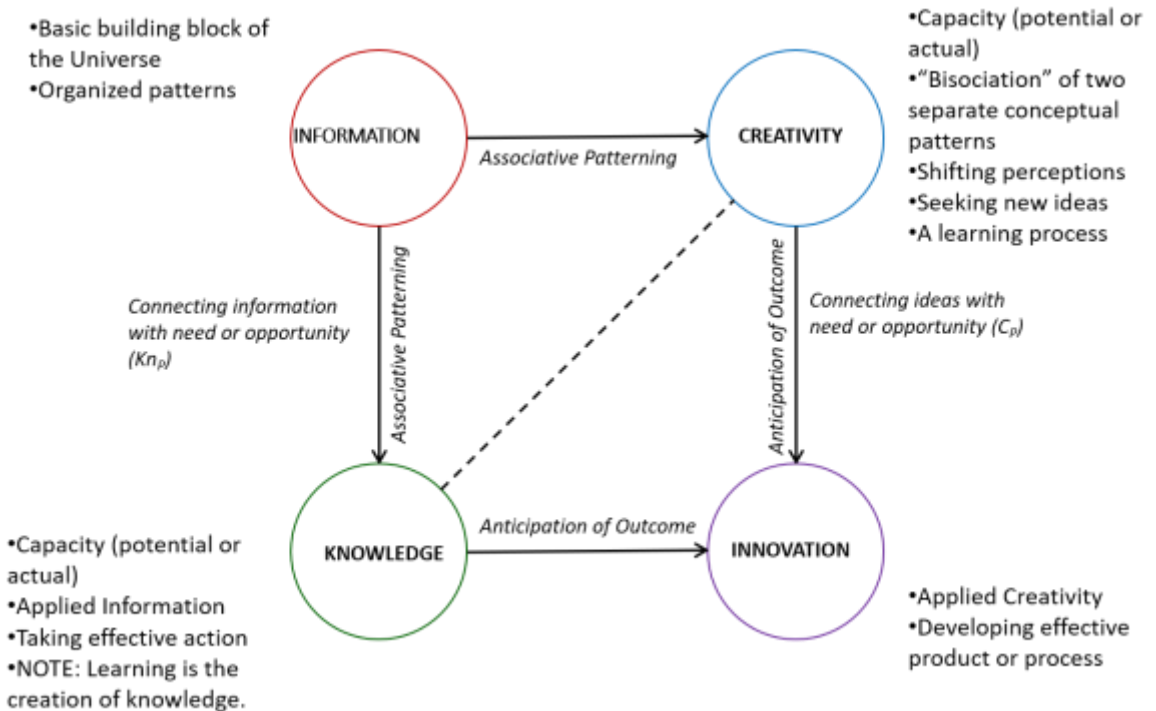 •Basic building block of
the Universe
•Organized patterns
INFORMATION
Associative Patterning
CREATIVITY
•Capacity (potential or
actual)
•“Bisociation” of two
separate conceptual
patterns
•Shifting perceptions
•Seeking new ideas
•A learning process
Connecting information
with need or opportunity
(Knₚ)
Associative Patterning
Anticipation of Outcome
Connecting ideas with
need or opportunity (Cₚ)
•Capacity (potential or
actual)
•Applied Information
•Taking effective action
•NOTE: Learning is the
creation of knowledge.
KNOWLEDGE
Anticipation of Outcome
INNOVATION
•Applied Creativity
•Developing effective
product or process